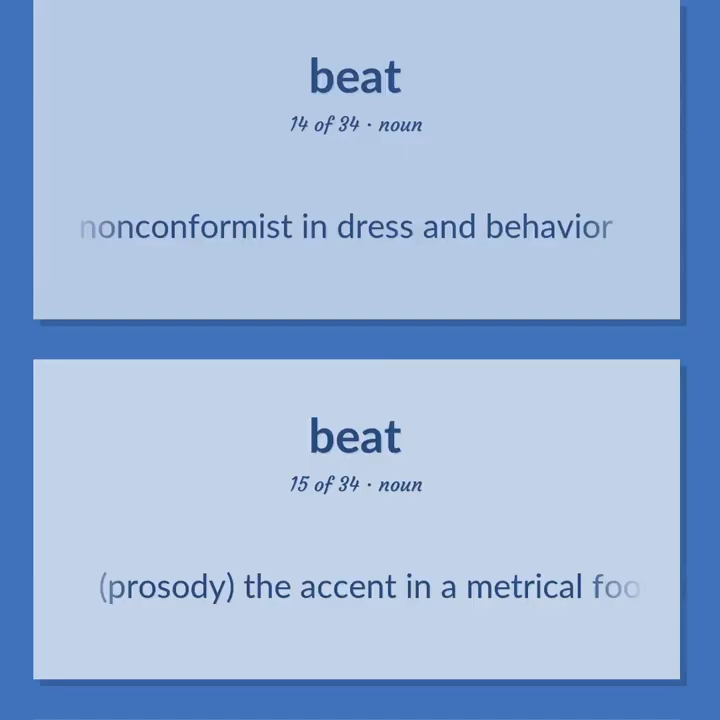 beat
14 of 34 · noun
nonconformist in dress and behavior
beat
15 of 34 · noun
(prosody) the accent in a metrical foo